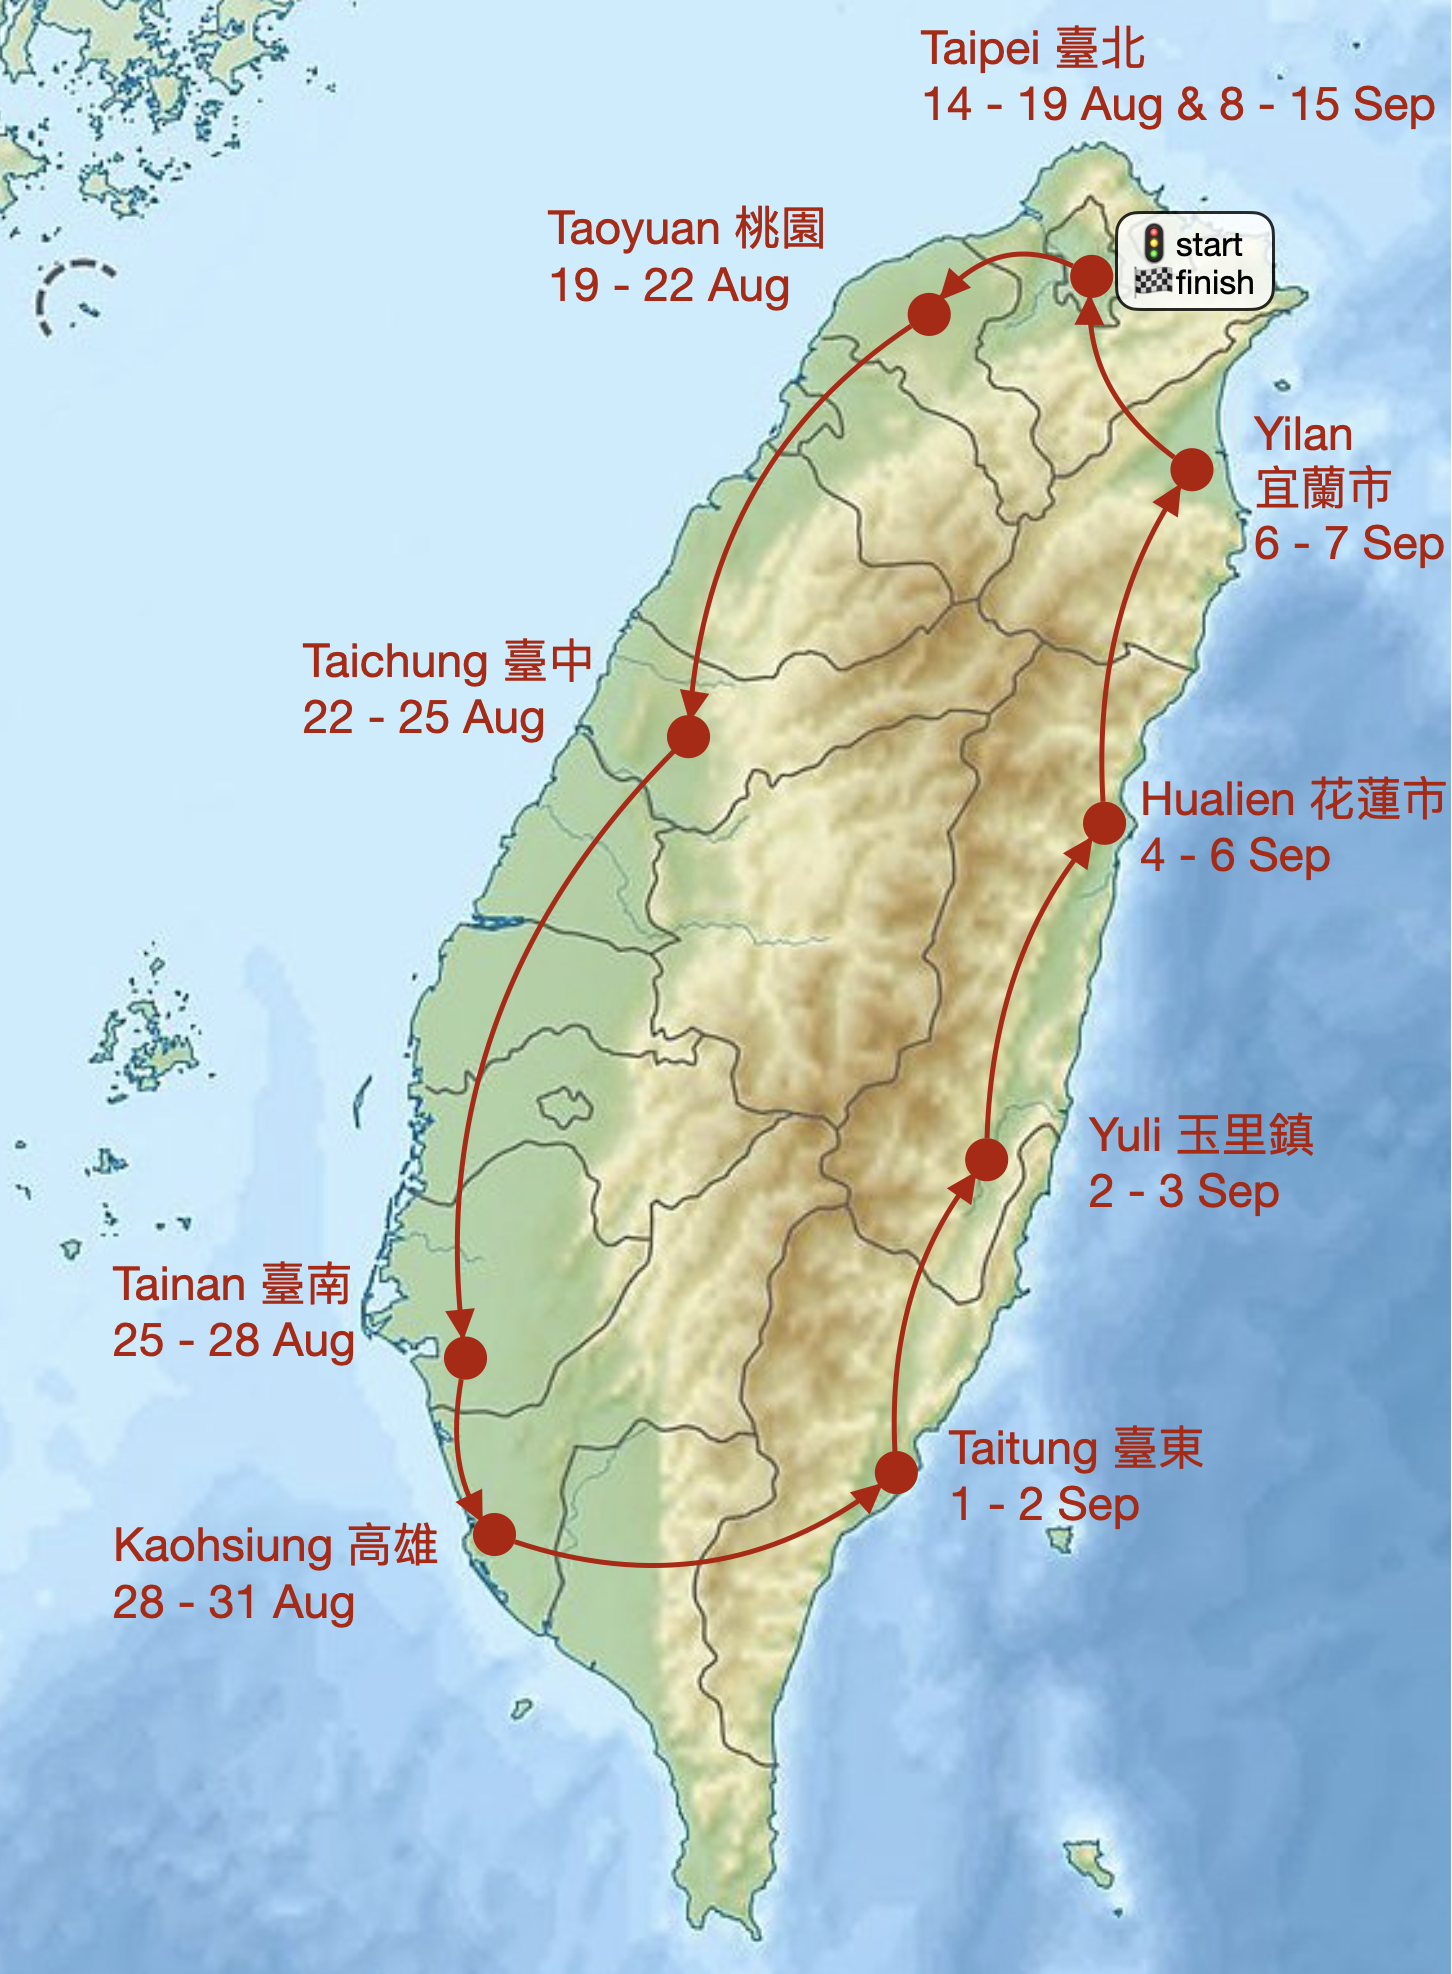 Taipei 臺北
14 - 19 Aug & 8 - 15 Sep
Taoyuan 桃園
19 - 22 Aug
start
finish
Yilan
宜蘭市
6 - 7 Sep
Taichung 臺中
22 - 25 Aug
Hualien 花蓮市
4 - 6 Sep
Yuli 玉里鎮
2 - 3 Sep
Tainan 臺南
25 - 28 Aug
Taitung 臺東
1 - 2 Sep
Kaohsiung 高雄
28 - 31 Aug